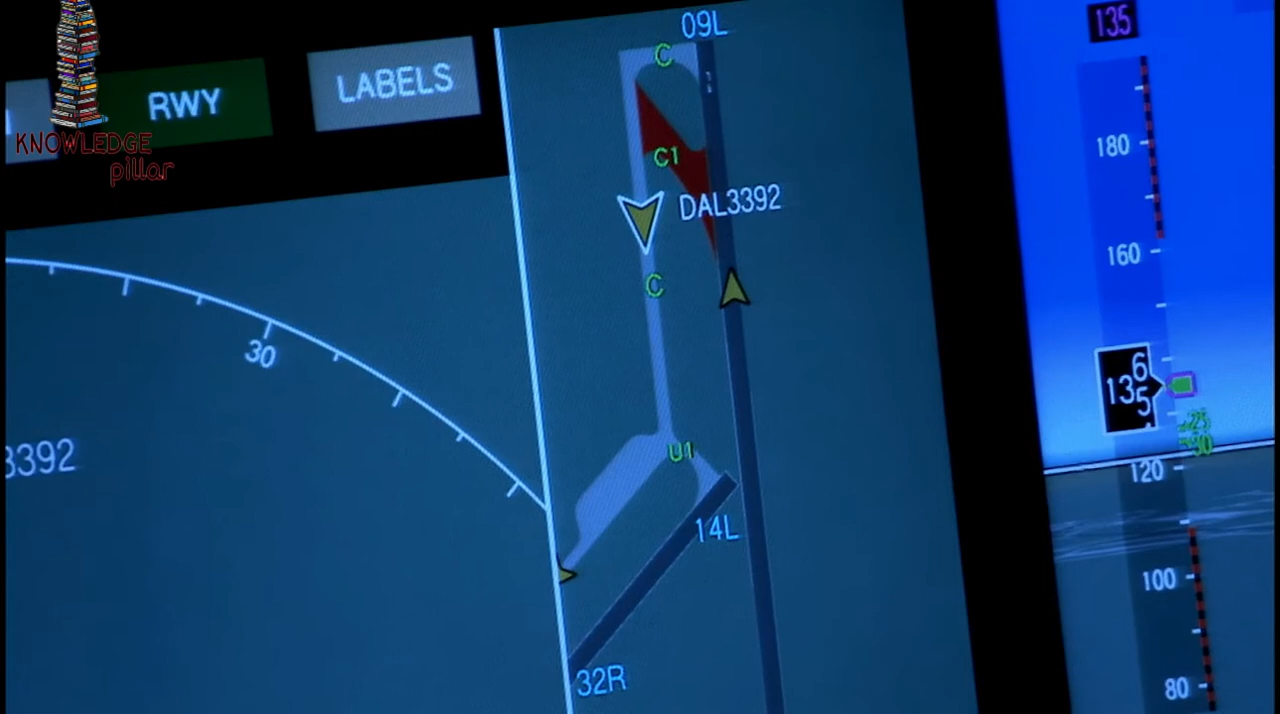 KNOWLEDGE
pillar
RWY
LABELS
30
3392
09L
C
C1
DAL3392
C
U1
14L
32R
135
180
160
13
6
5
120
100
80